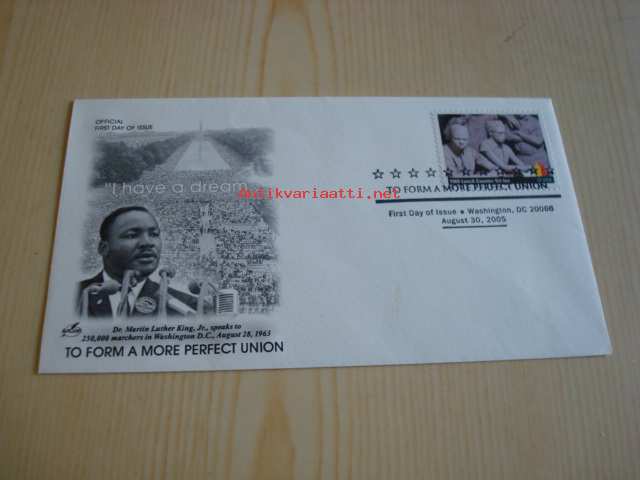 OFFICIAL
FIRST DAY OF ISSUE
"I have a dream
Antikvariaatti.net
TO FORM A MORE PERFECT UNION
First Day of Issue ★ Washington, DC 20066
August 30, 2005
Dr. Martin Luther King, Jr., speaks to
250,000 marchers in Washington D.C., August 28, 1963
TO FORM A MORE PERFECT UNION